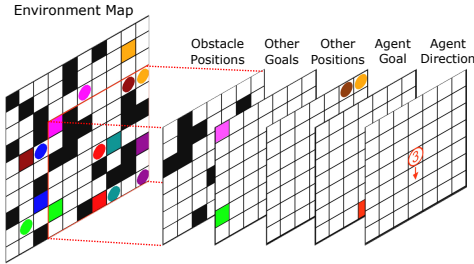 Environment Map
Obstacle Positions
Other Goals
Other Positions
Agent Goal
Agent Direction
3